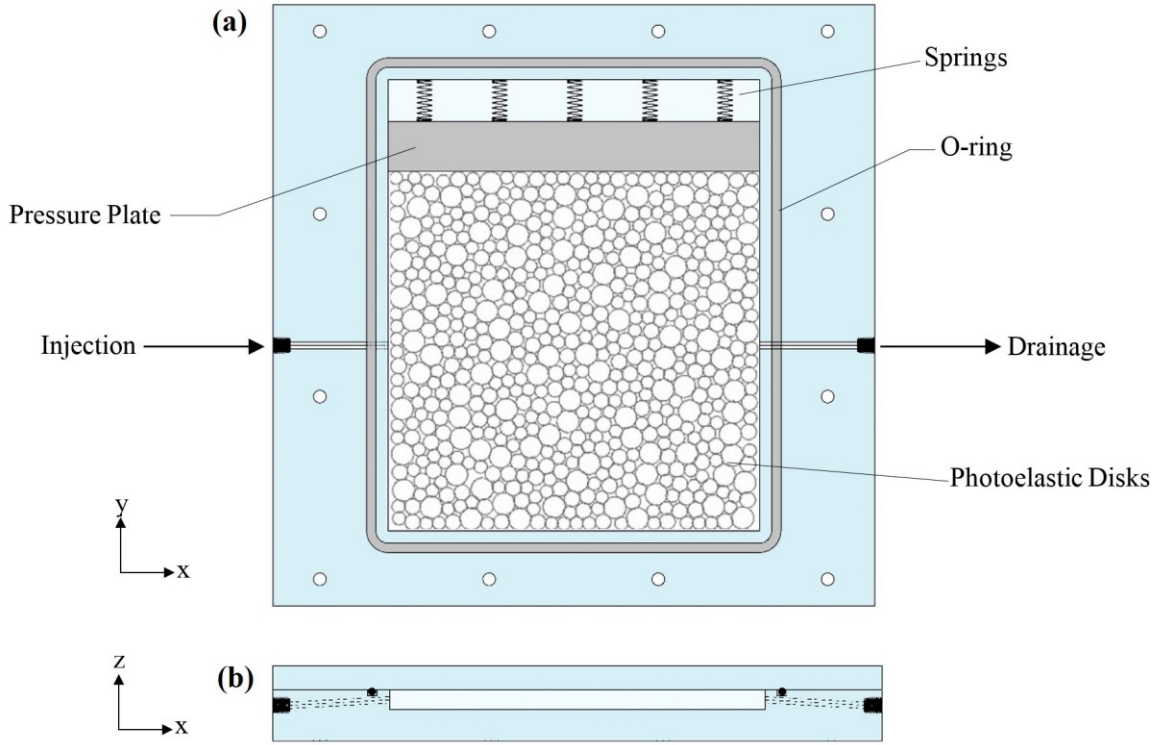 (a)
Springs
O-ring
Pressure Plate
Injection
Drainage
Photoelastic Disks
y
x
z
(b)
x